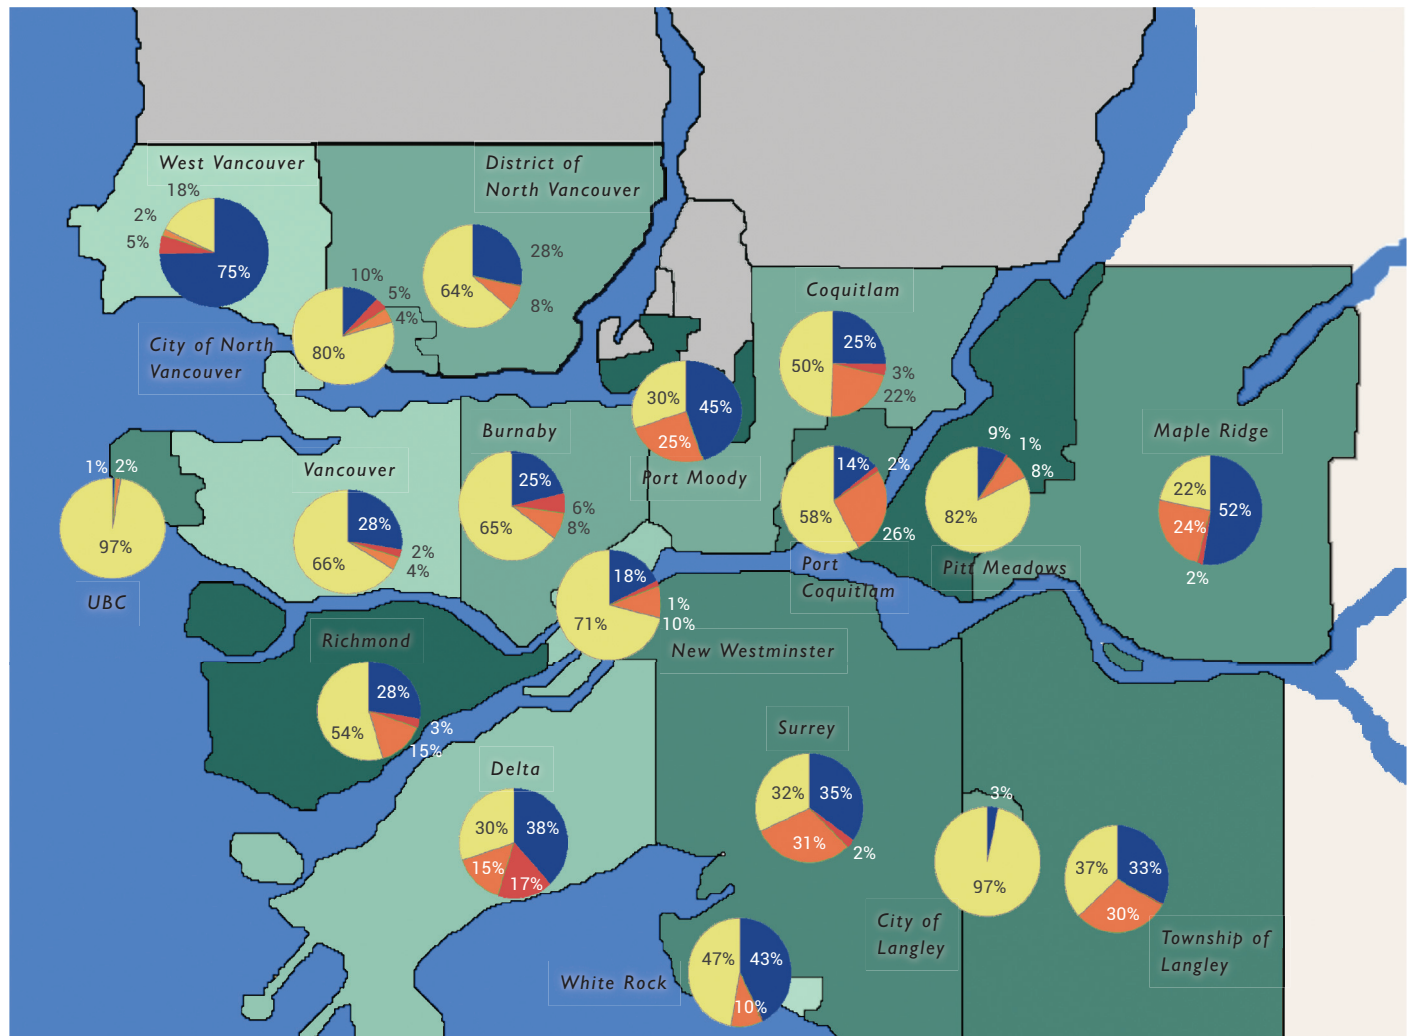 West Vancouver
18%
2%
5%
75%
District of
North Vancouver
28%
64%
8%
10%
5%
4%
80%
City of North
Vancouver
Coquitlam
25%
50%
3%
22%
30%
45%
25%
Port Moody
Burnaby
25%
6%
8%
65%
Vancouver
28%
2%
4%
66%
1%
2%
97%
UBC
14%
2%
58%
26%
Port
Coquitlam
9%
1%
8%
82%
Pitt Meadows
Maple Ridge
22%
52%
24%
2%
18%
1%
10%
71%
New Westminster
Richmond
28%
3%
15%
54%
Delta
30%
38%
15%
17%
Surrey
32%
35%
31%
2%
3%
97%
City of
Langley
37%
33%
30%
Township of
Langley
47%
43%
10%
White Rock